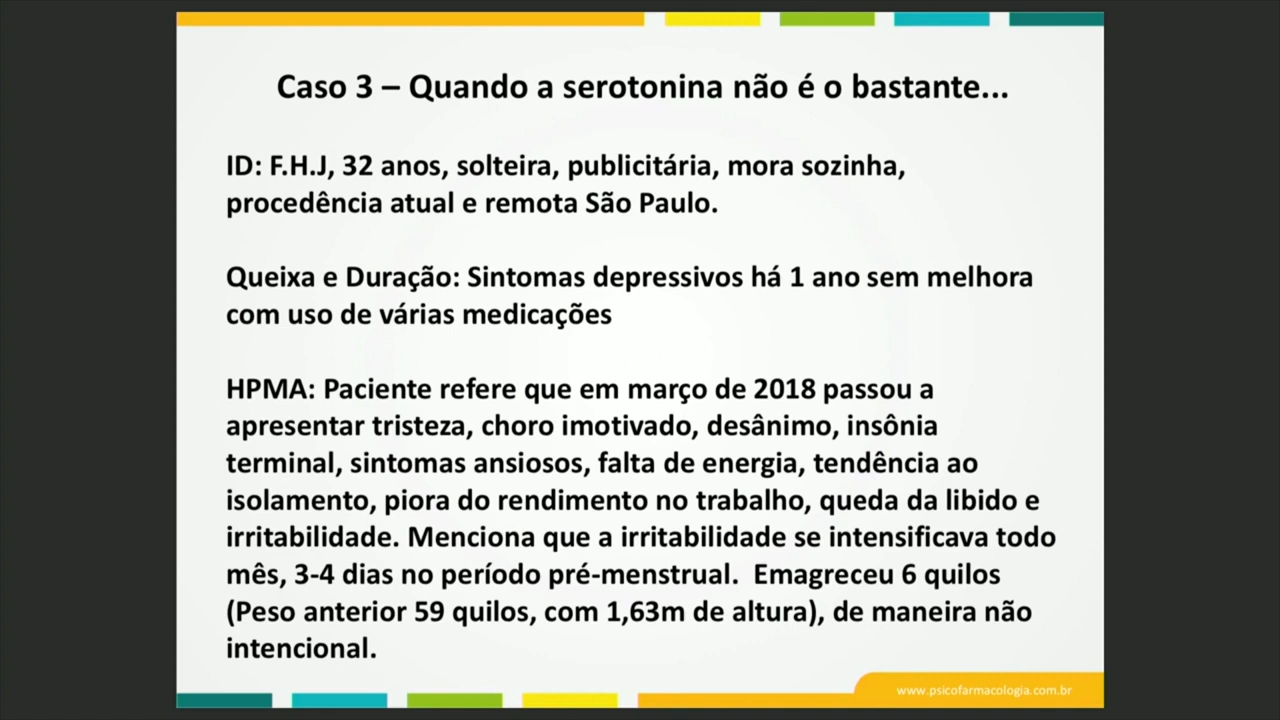 Caso 3 – Quando a serotonina não é o bastante...
ID: F.H.J, 32 anos, solteira, publicitária, mora sozinha,
procedência atual e remota São Paulo.
Queixa e Duração: Sintomas depressivos há 1 ano sem melhora
com uso de várias medicações
HPMA: Paciente refere que em março de 2018 passou a
apresentar tristeza, choro imotivado, desânimo, insônia
terminal, sintomas ansiosos, falta de energia, tendência ao
isolamento, piora do rendimento no trabalho, queda da libido e
irritabilidade. Menciona que a irritabilidade se intensificava todo
mês, 3-4 dias no período pré-menstrual.  Emagreceu 6 quilos
(Peso anterior 59 quilos, com 1,63m de altura), de maneira não
intencional.
www.psicofarmacologia.com.br